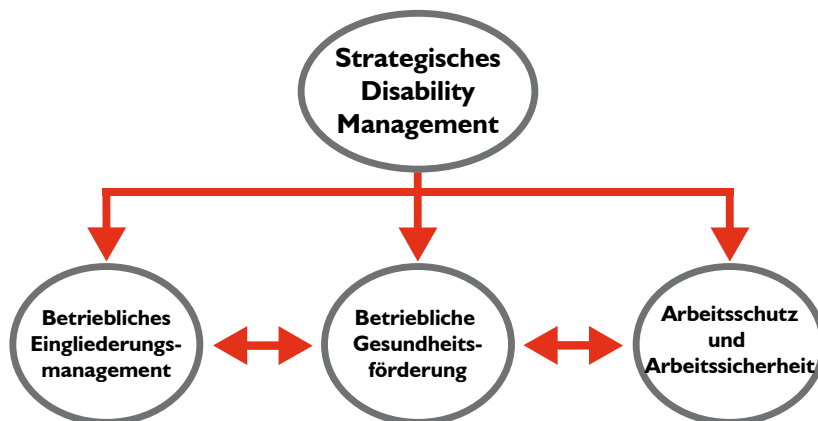 Strategisches
Disability
Management
Betriebliches
Eingliederungs-
management
Betriebliche
Gesundheits-
förderung
Arbeitsschutz
und
Arbeitssicherheit